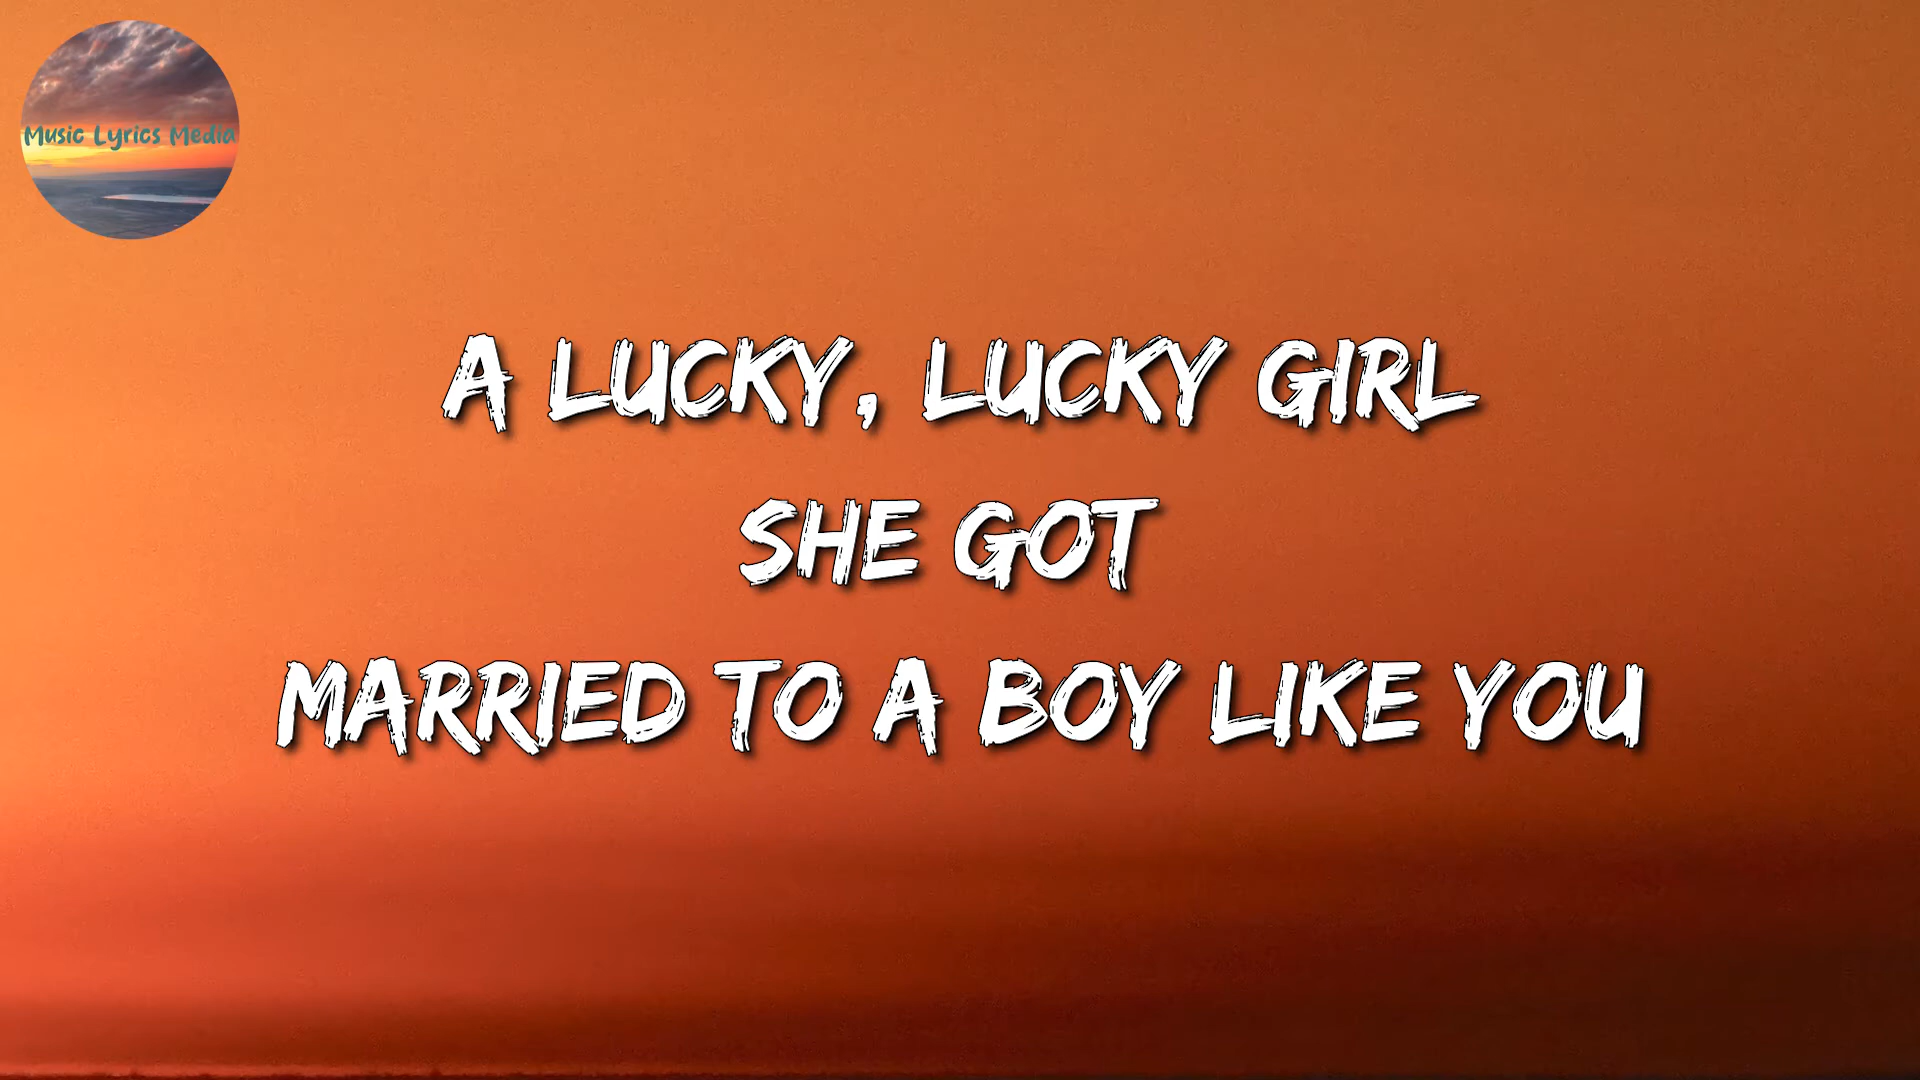 Music Lyrics Media
A LUCKY, LUCKY GIRL
SHE GOT
MARRIED TO A BOY LIKE YOU